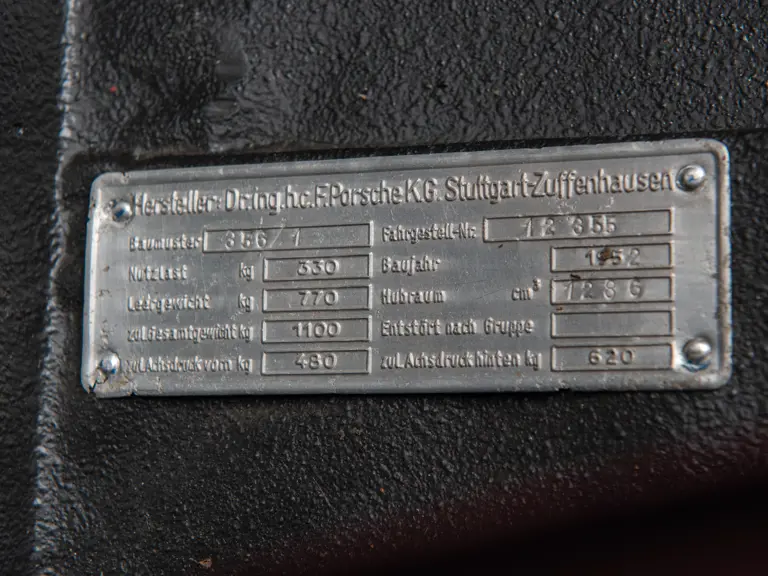 Hersteller: Dr.ing.h.c.F.Porsche K.G. Stuttgart-Zuffenhausen
Baumuster 356/1 Fahrgestell-Nr. 12 355
Nutzlast kg 330 Baujahr 1952
Leergewicht kg 770 Hubraum cm³ 1286
zul.Gesamtgewicht kg 1100 Entstört nach Gruppe
zul.Achsdruck vorn kg 480 zul.Achsdruck hinten kg 620